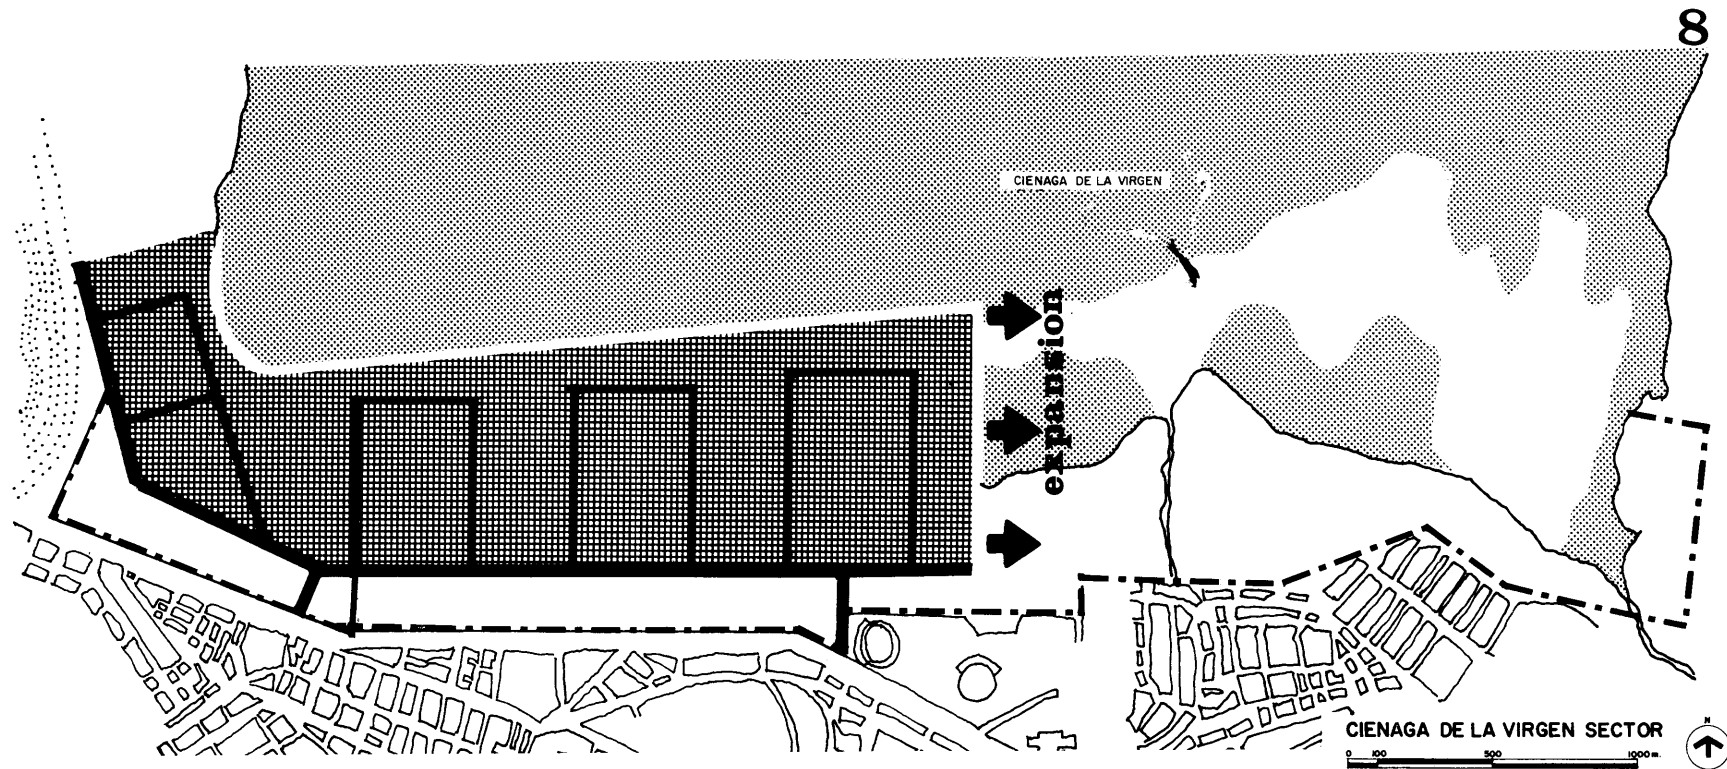 8
CIENAGA DE LA VIRGEN
expansion
CIENAGA DE LA VIRGEN SECTOR
N
0 100 500 1000 m.